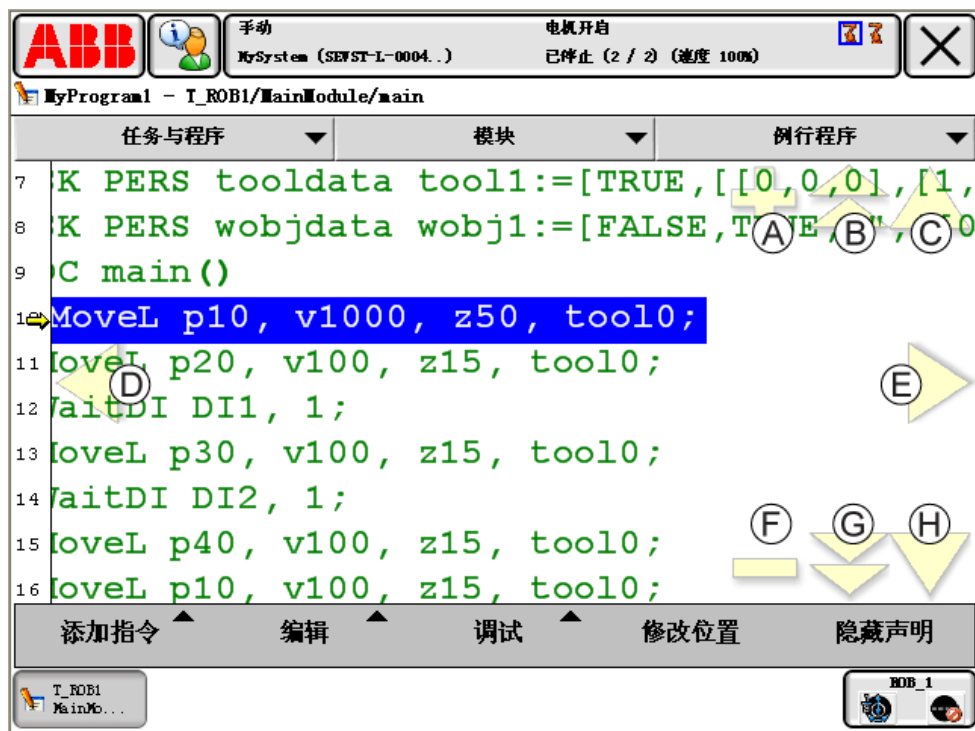 ABB
手动
MySystem (SEVST-L-0004..)
电机开启
已停止 (2 / 2) (速度 100%)
MyProgram1 - T_ROB1/MainModule/main
任务与程序 模块 例行程序
7 K PERS tooldata tool1:=[TRUE,[[0,0,0],[1,
8 K PERS wobjdata wobj1:=[FALSE,TRUE,"",[[0
9 OC main()
10 MoveL p10, v1000, z50, tool0;
11 MoveL p20, v100, z15, tool0;
12 WaitDI DI1, 1;
13 MoveL p30, v100, z15, tool0;
14 WaitDI DI2, 1;
15 MoveL p40, v100, z15, tool0;
16 MoveL p10, v100, z15, tool0;
A B C
D E
F G H
添加指令 编辑 调试 修改位置 隐藏声明
T_ROB1
MainMo...
ROB_1